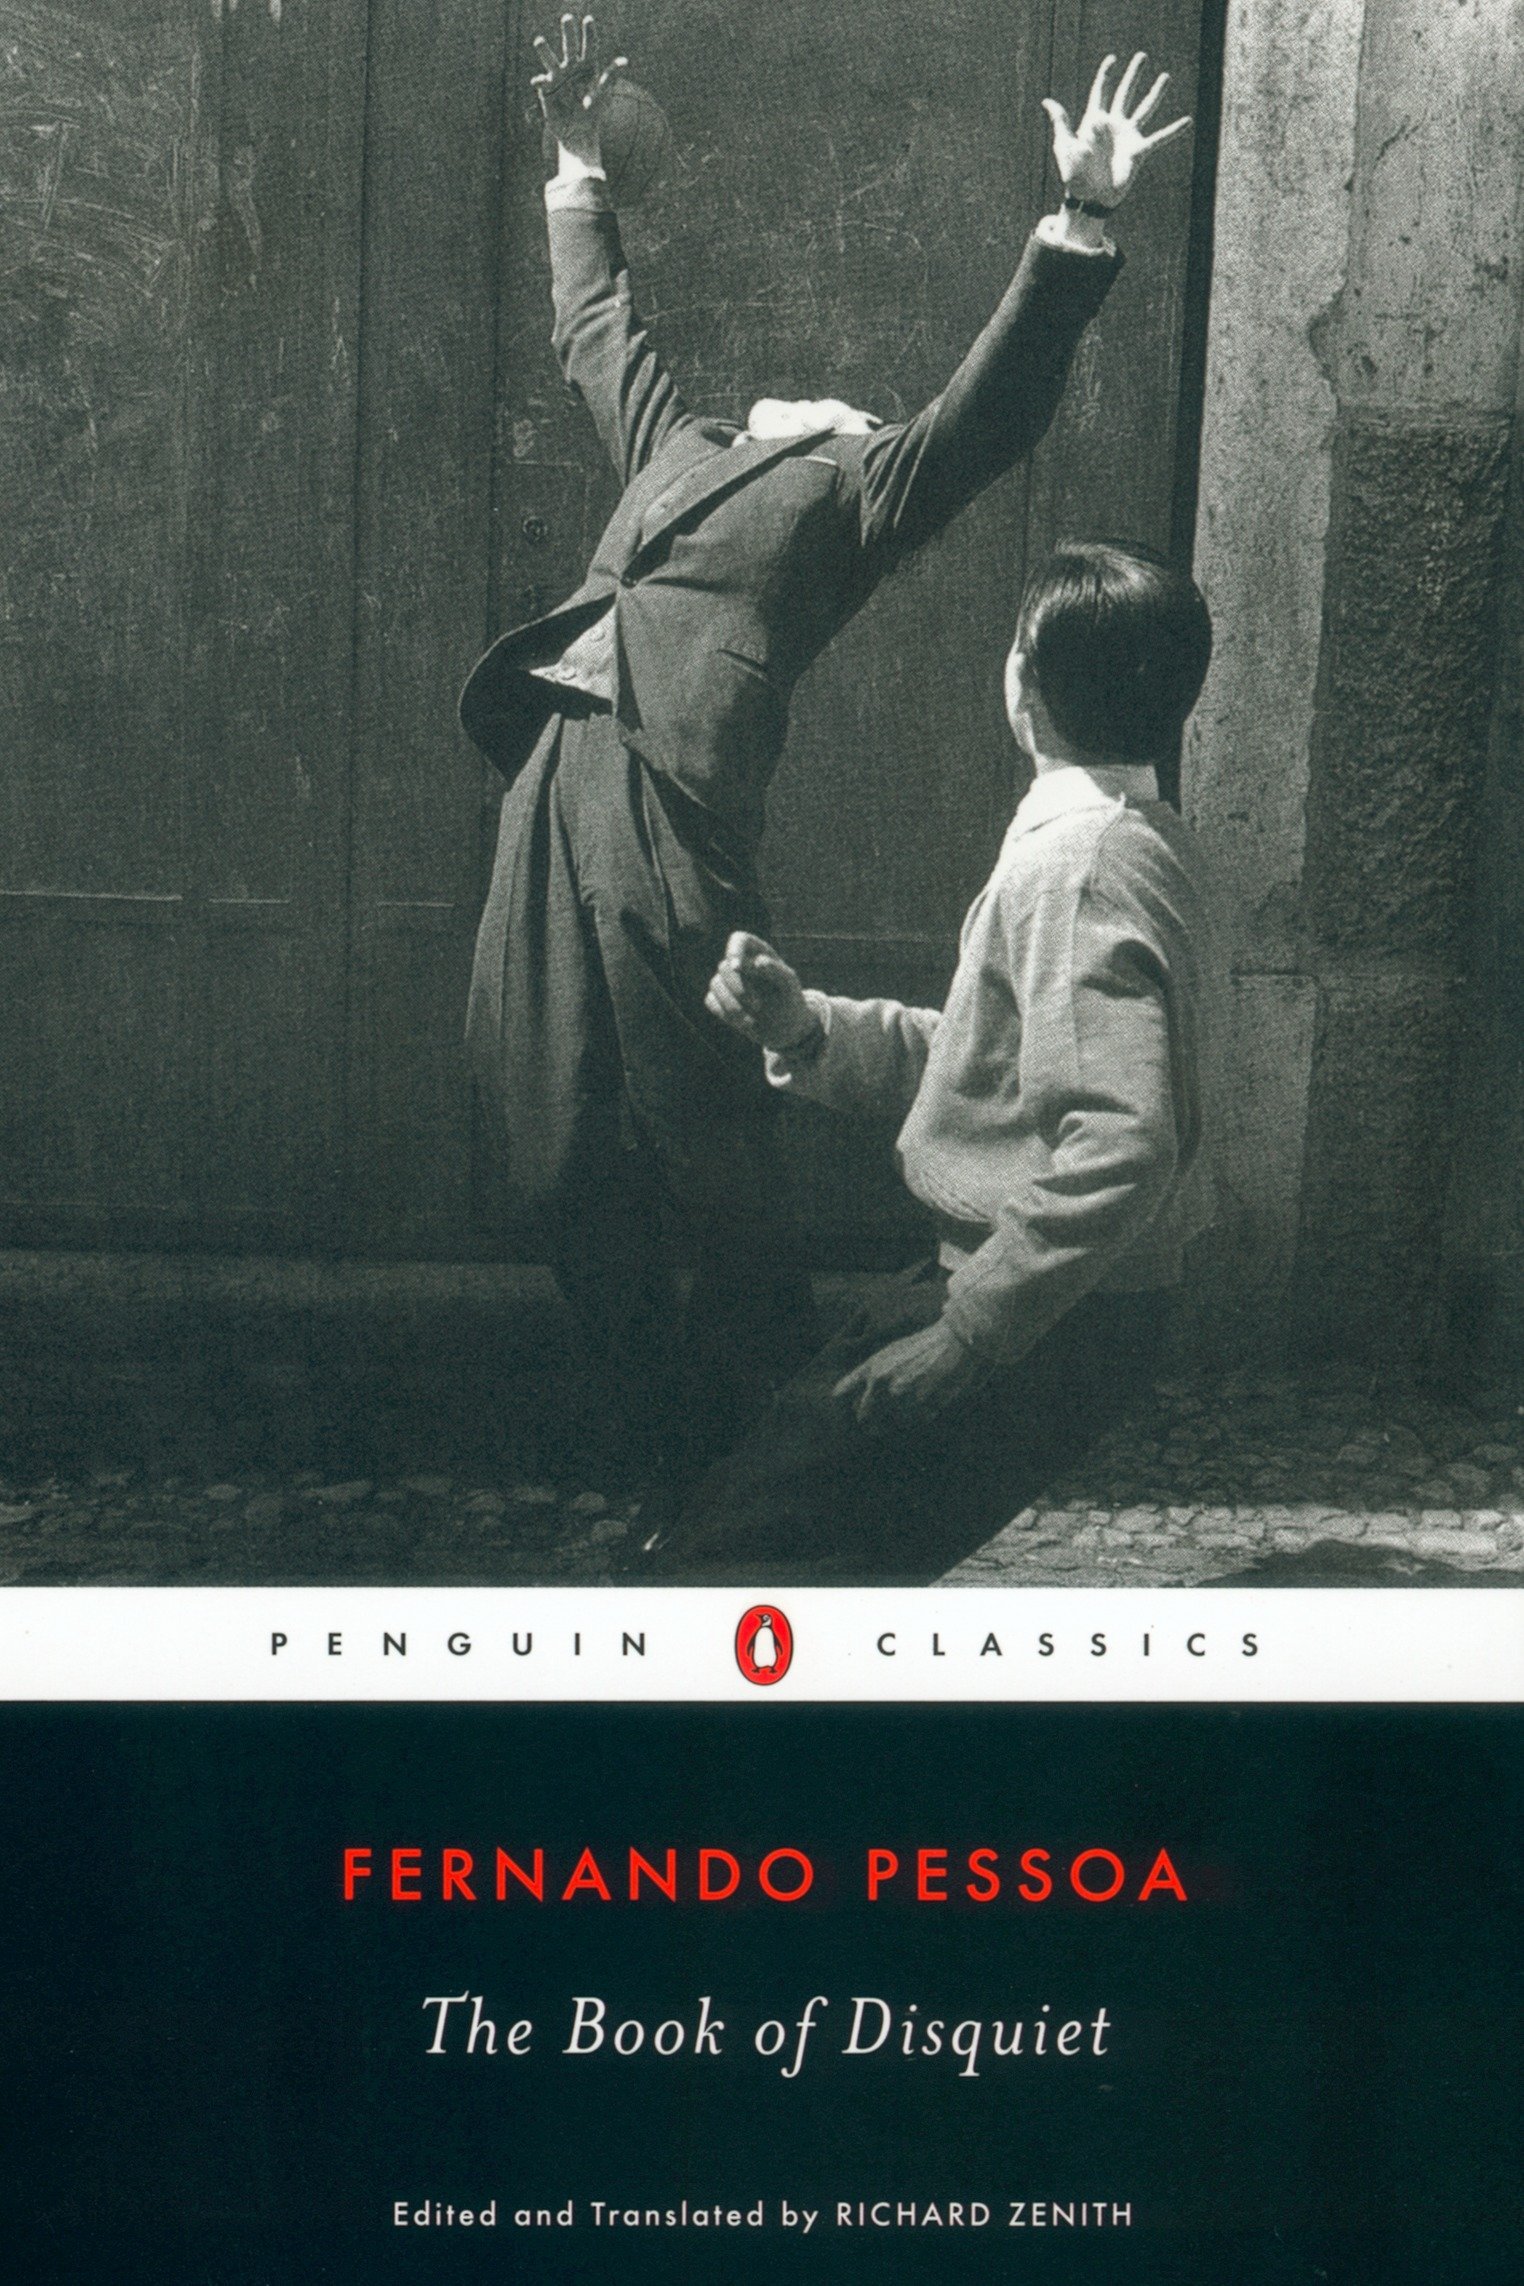 PENGUIN CLASSICS
FERNANDO PESSOA
The Book of Disquiet
Edited and Translated by RICHARD ZENITH